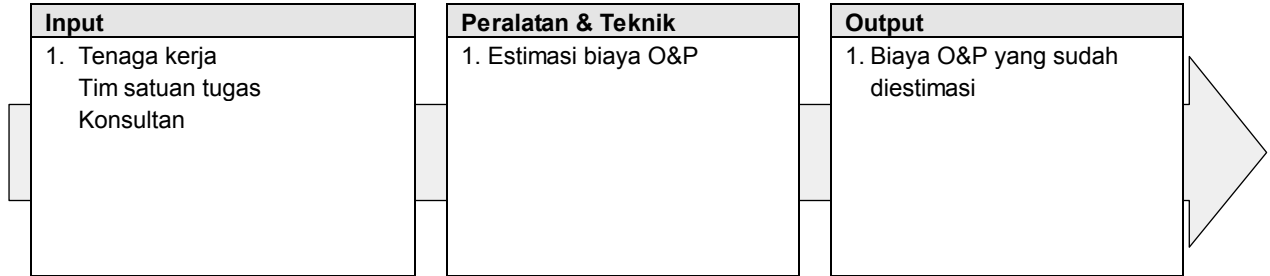 Input
1. Tenaga kerja
Tim satuan tugas
Konsultan
Peralatan & Teknik
1. Estimasi biaya O&P
Output
1. Biaya O&P yang sudah
diestimasi